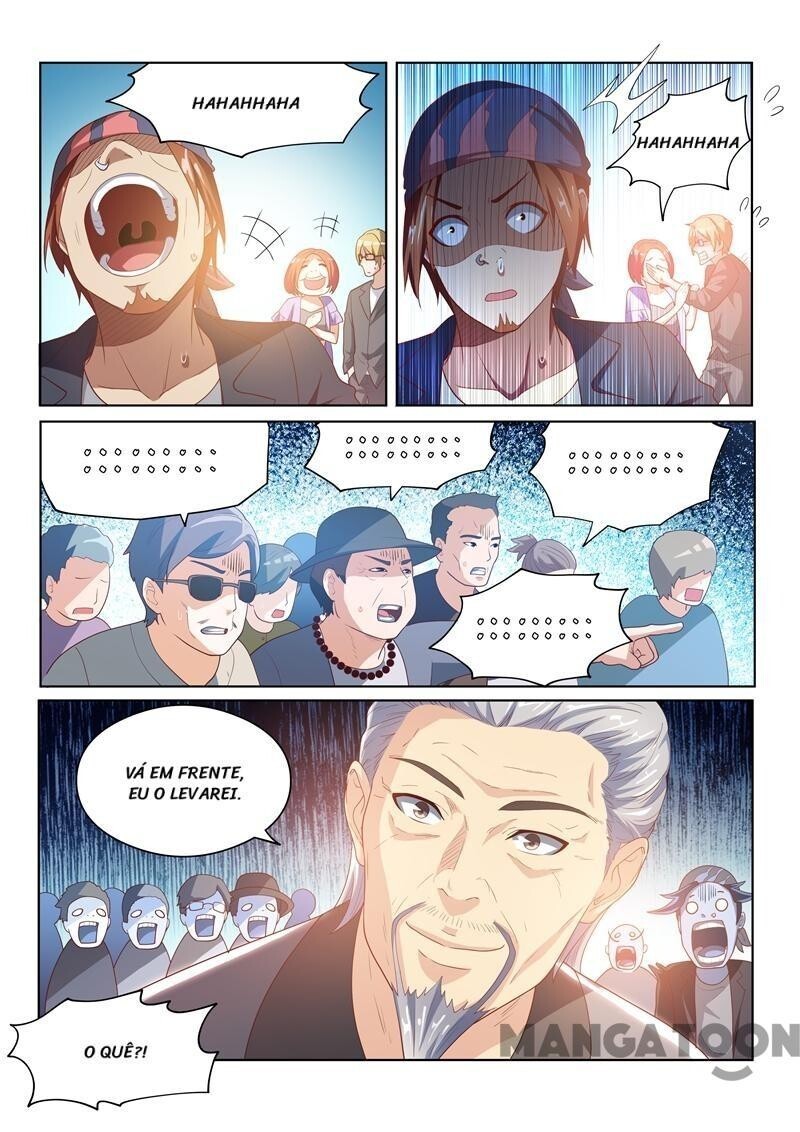 HAHAHHAHA
HAHAHHAHA
。。。。。。。。。
。。。。。。。。。
。。。。。。。。。
。。。。。。。。。
。。。。。。。。。
。。。。。。。。。
。。。。。。。。。
。。。。。。。。。
VÁ EM FRENTE,
EU O LEVAREI.
O QUÊ?!
MANGATOON